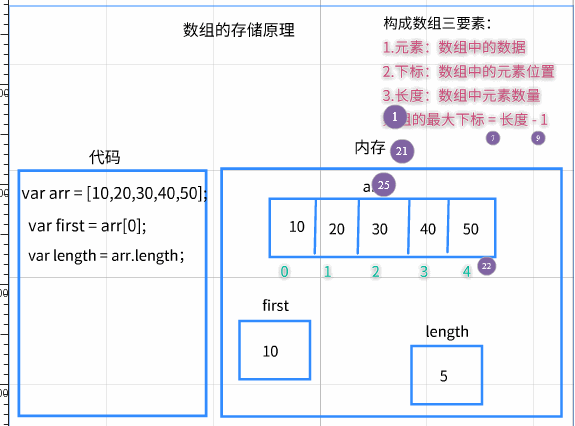 数组的存储原理
构成数组三要素：
1.元素：数组中的数据
2.下标：数组中的元素位置
3.长度：数组中元素数量
组的最大下标 = 长度 - 1
1
7
9
代码
内存
21
var arr = [10,20,30,40,50];
var first = arr[0];
var length = arr.length；
25
10 20 30 40 50
0 1 2 3 4
22
first
10
length
5